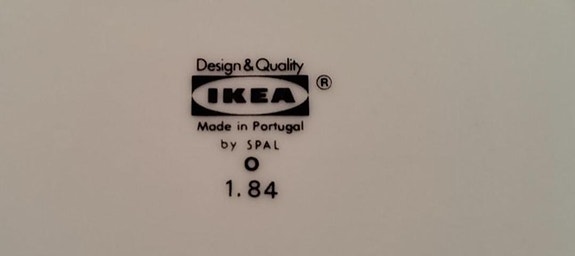 Design & Quality
IKEA ®
Made in Portugal
by SPAL
O
1.84